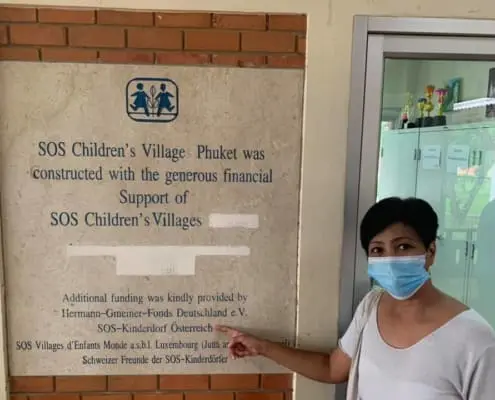 SOS Children's Village Phuket was
constructed with the generous financial
Support of
SOS Children's Villages
Additional funding was kindly provided by
Hermann-Gmeiner-Fonds Deutschland e.V.
SOS-Kinderdorf Österreich
SOS Villages d'Enfants Monde a.s.b.l. Luxembourg
Schweizer Freunde der SOS-Kinderdörfer